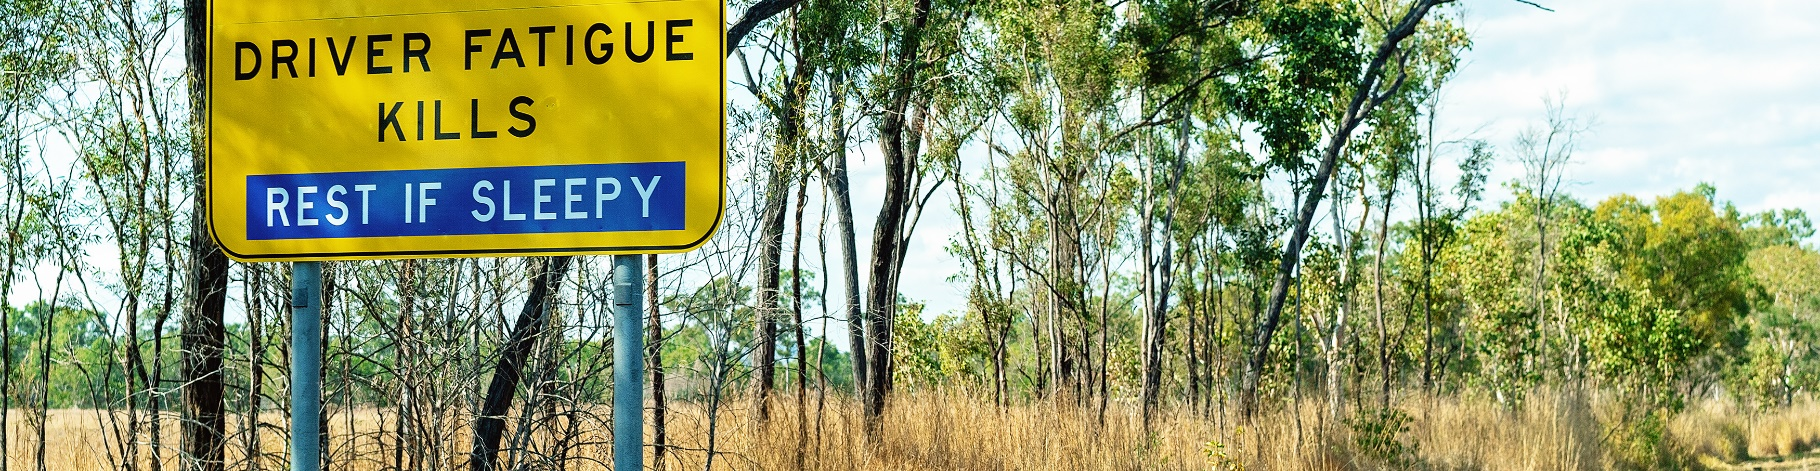 DRIVER FATIGUE
KILLS
REST IF SLEEPY